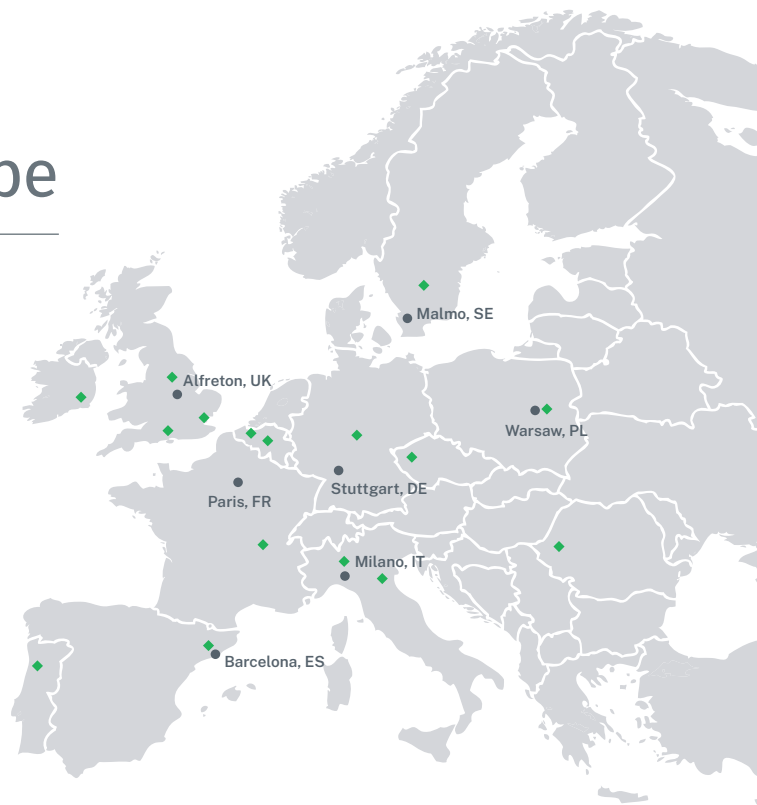 pe
Malmo, SE
Alfreton, UK
Warsaw, PL
Stuttgart, DE
Paris, FR
Milano, IT
Barcelona, ES